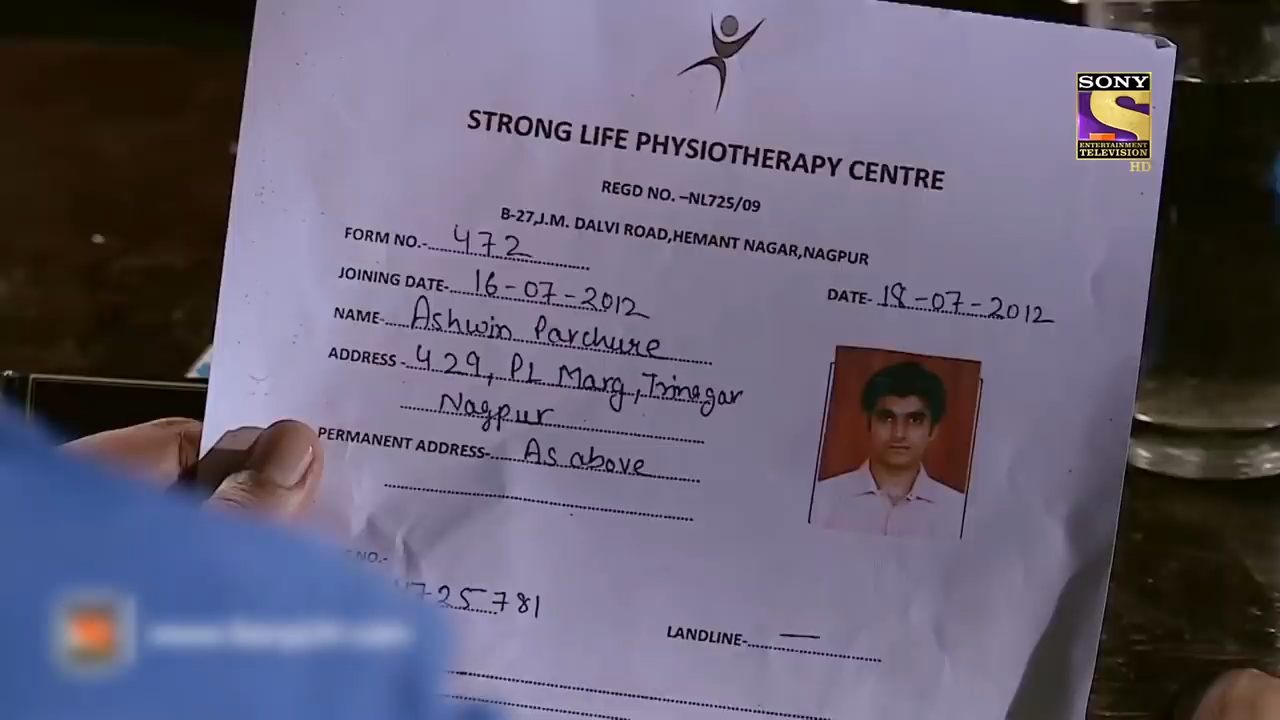 SONY
S
ENTERTAINMENT
TELEVISION
HD
STRONG LIFE PHYSIOTHERAPY CENTRE
REGD NO. –NL725/09
B-27,J.M. DALVI ROAD,HEMANT NAGAR,NAGPUR
FORM NO.- 472
JOINING DATE- 16-07-2012
DATE- 18-07-2012
NAME- Ashwin Parchure
ADDRESS - 429, PL Marg, Trinagar
Nagpur
PERMANENT ADDRESS- As above
NO.-
725781
LANDLINE- —